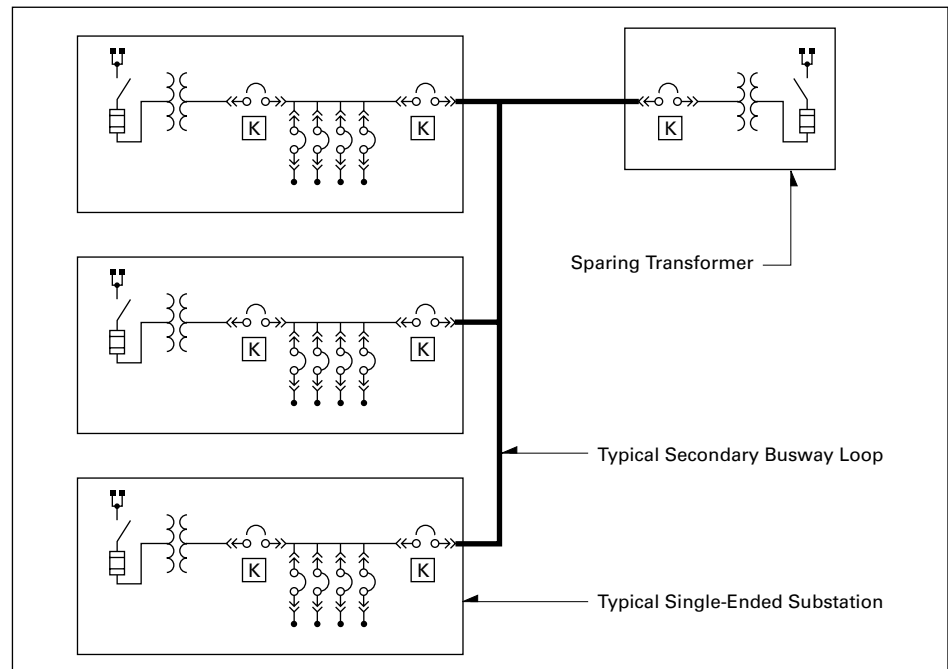 K
K
K
Sparing Transformer
K
K
Typical Secondary Busway Loop
K
K
Typical Single-Ended Substation